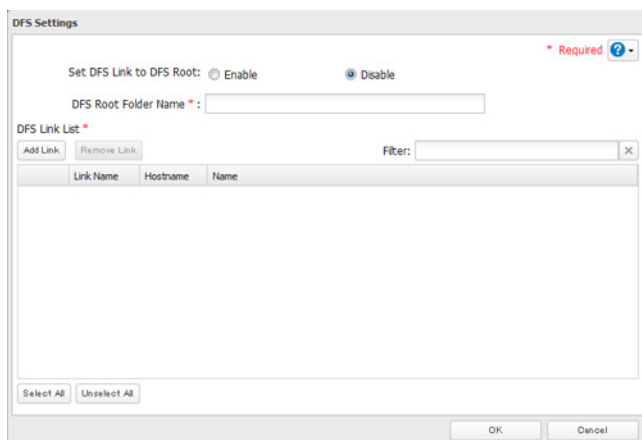 DFS Settings
* Required ?
Set DFS Link to DFS Root: Enable Disable
DFS Root Folder Name * :
DFS Link List *
Add Link Remove Link Filter: ×
Link Name Hostname Name
Select All Unselect All
OK Cancel